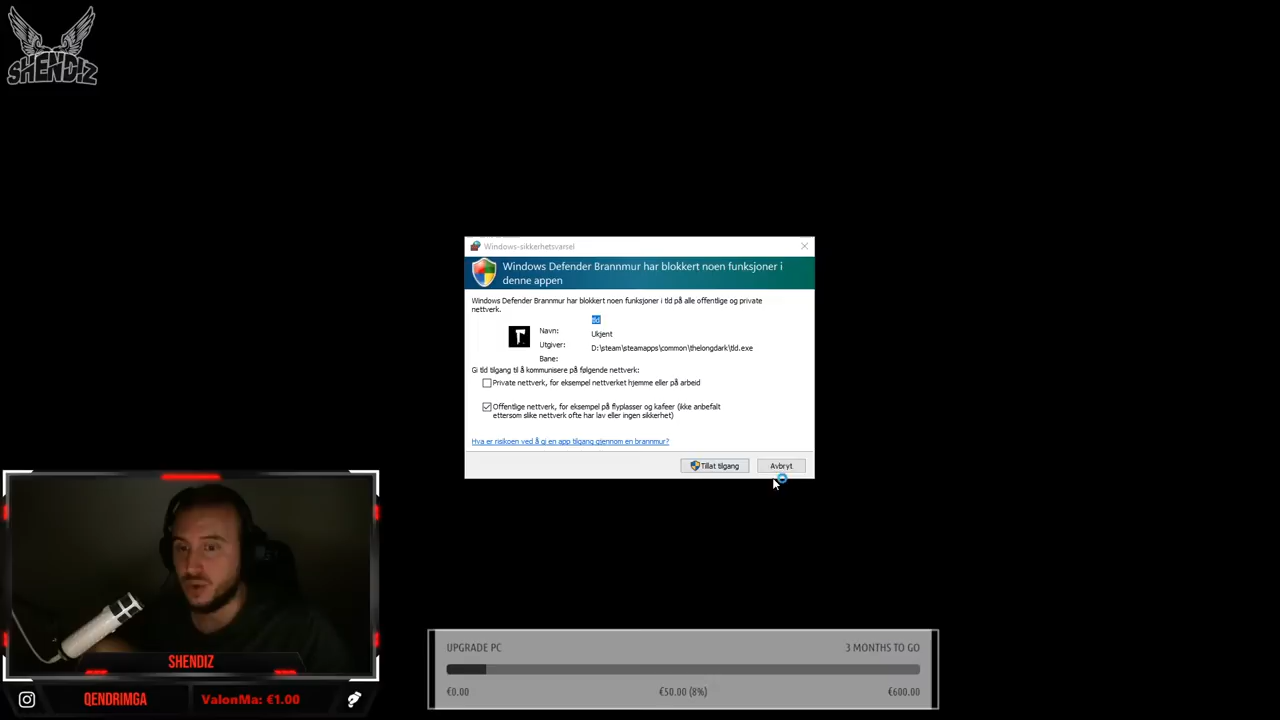 SHENDIZ
Windows-sikkerhetsvarsel
Windows Defender Brannmur har blokkert noen funksjoner i
denne appen
Windows Defender Brannmur har blokkert noen funksjoner i tld på alle offentlige og private
nettverk.
tld
Navn:
Ukjent
Utgiver:
D:\steam\steamapps\common\thelongdark\tld.exe
Bane:
Gi tld tilgang til å kommunisere på følgende nettverk:
Private nettverk, for eksempel nettverket hjemme eller på arbeid
Offentlige nettverk, for eksempel på flyplasser og kafeer (ikke anbefalt
ettersom slike nettverk ofte har lav eller ingen sikkerhet)
Hva er risikoen ved å gi en app tilgang gjennom en brannmur?
Tillat tilgang
Avbryt
SHENDIZ
QENDRIMGA
ValonMa: €1.00
UPGRADE PC
3 MONTHS TO GO
€0.00
€50.00 (8%)
€600.00